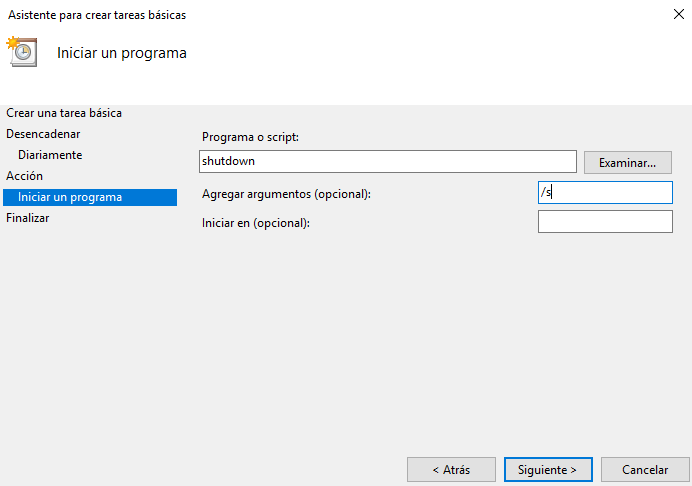 Asistente para crear tareas básicas
Iniciar un programa
Crear una tarea básica
Desencadenar
Diariamente
Acción
Iniciar un programa
Finalizar
Programa o script:
shutdown
Examinar...
Agregar argumentos (opcional):
/s
Iniciar en (opcional):
< Atrás
Siguiente >
Cancelar